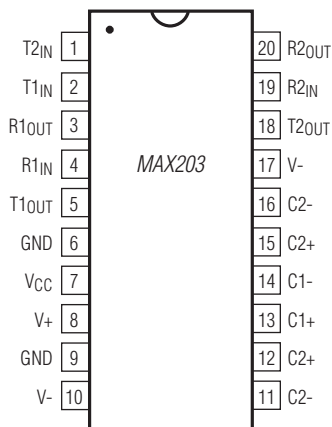 T2IN 1 20 R2OUT
T1IN 2 19 R2IN
R1OUT 3 18 T2OUT
R1IN 4 MAX203 17 V-
T1OUT 5 16 C2-
GND 6 15 C2+
VCC 7 14 C1-
V+ 8 13 C1+
GND 9 12 C2+
V- 10 11 C2-